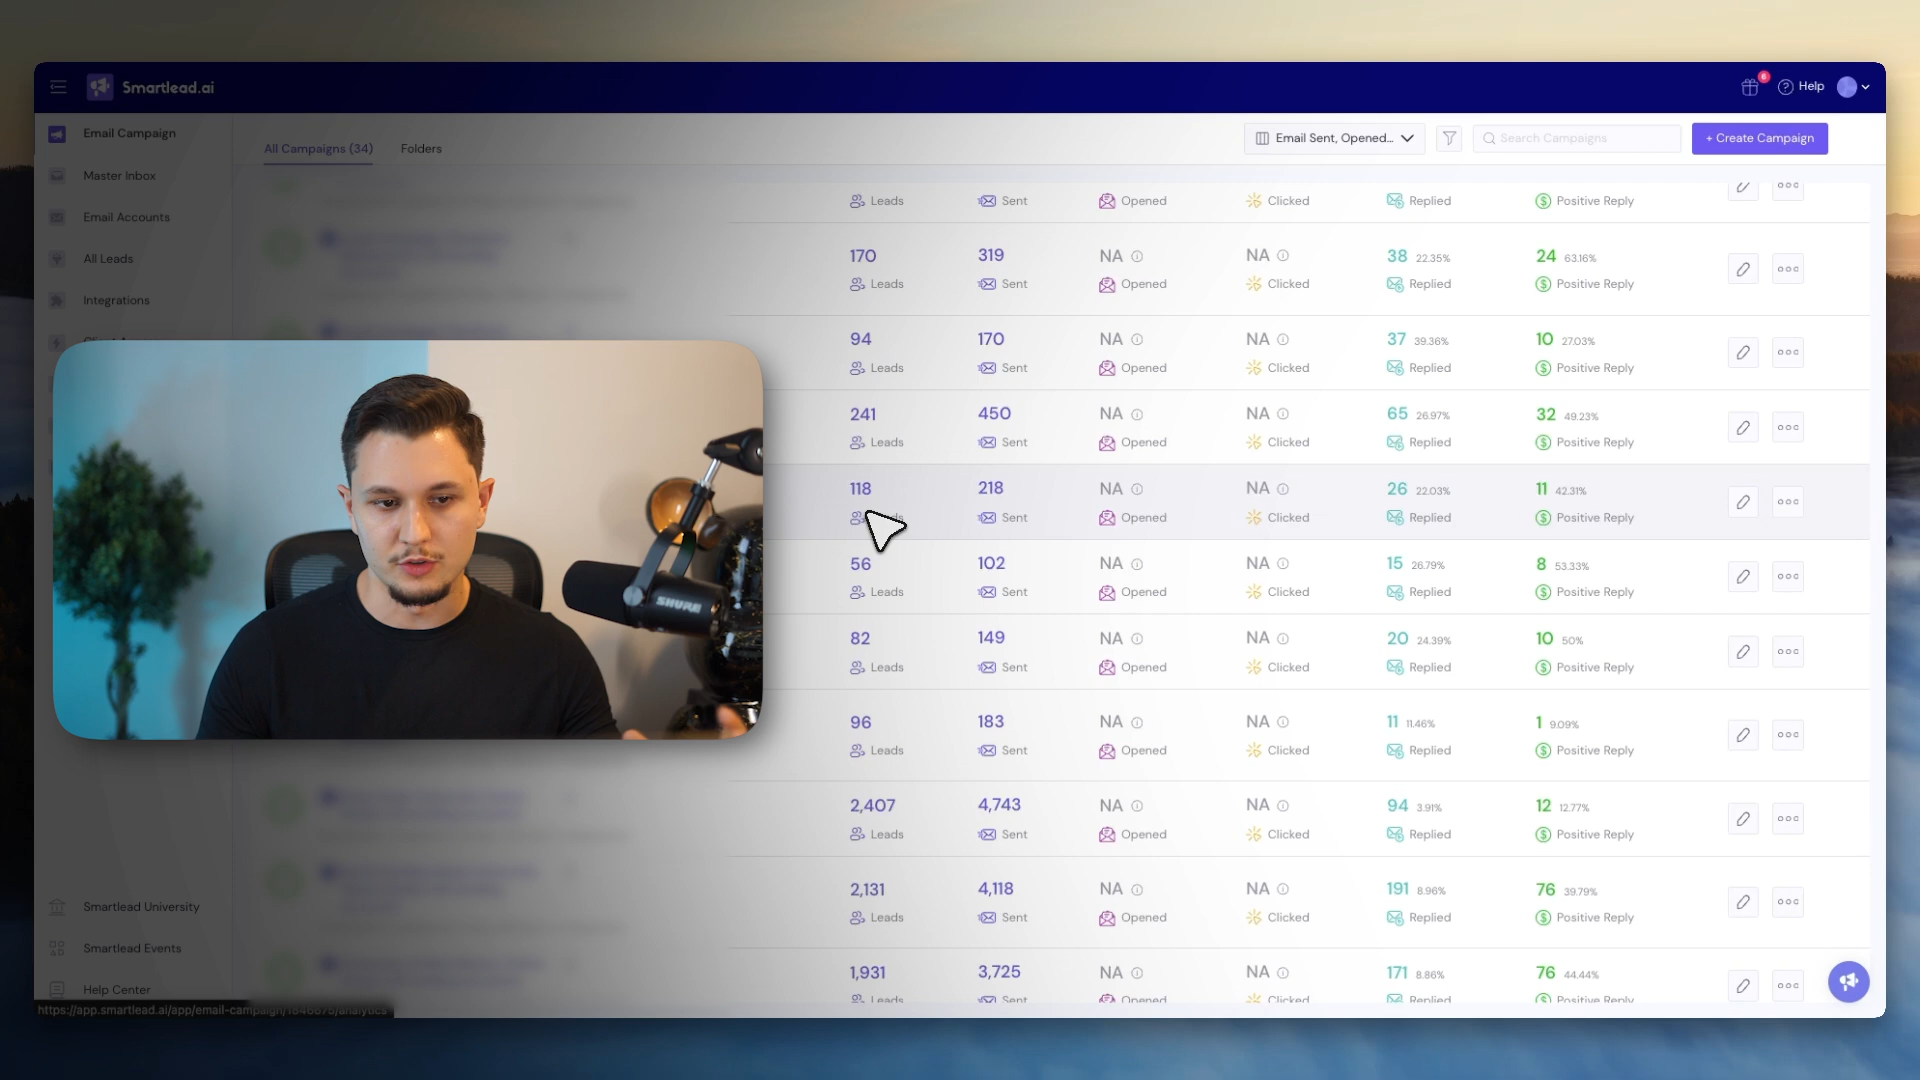 Smartlead.ai
6
Help
Email Campaign
Master Inbox
Email Accounts
All Leads
Integrations
All Campaigns (34)
Folders
Email Sent, Opened...
Search Campaigns
+ Create Campaign
Leads Sent Opened Clicked Replied Positive Reply
170 319 NA NA 38 22.35% 24 63.16%
Leads Sent Opened Clicked Replied Positive Reply
94 170 NA NA 37 39.36% 10 27.03%
Leads Sent Opened Clicked Replied Positive Reply
241 450 NA NA 65 26.97% 32 49.23%
Leads Sent Opened Clicked Replied Positive Reply
118 218 NA NA 26 22.03% 11 42.31%
Sent Opened Clicked Replied Positive Reply
56 102 NA NA 15 26.79% 8 53.33%
Leads Sent Opened Clicked Replied Positive Reply
82 149 NA NA 20 24.39% 10 50%
Leads Sent Opened Clicked Replied Positive Reply
96 183 NA NA 11 11.46% 1 9.09%
Leads Sent Opened Clicked Replied Positive Reply
2,407 4,743 NA NA 94 3.91% 12 12.77%
Leads Sent Opened Clicked Replied Positive Reply
2,131 4,118 NA NA 191 8.96% 76 39.79%
Leads Sent Opened Clicked Replied Positive Reply
1,931 3,725 NA NA 171 8.86% 76 44.44%
Leads Sent Opened Clicked Replied Positive Reply
SHURE
Smartlead University
Smartlead Events
Help Center